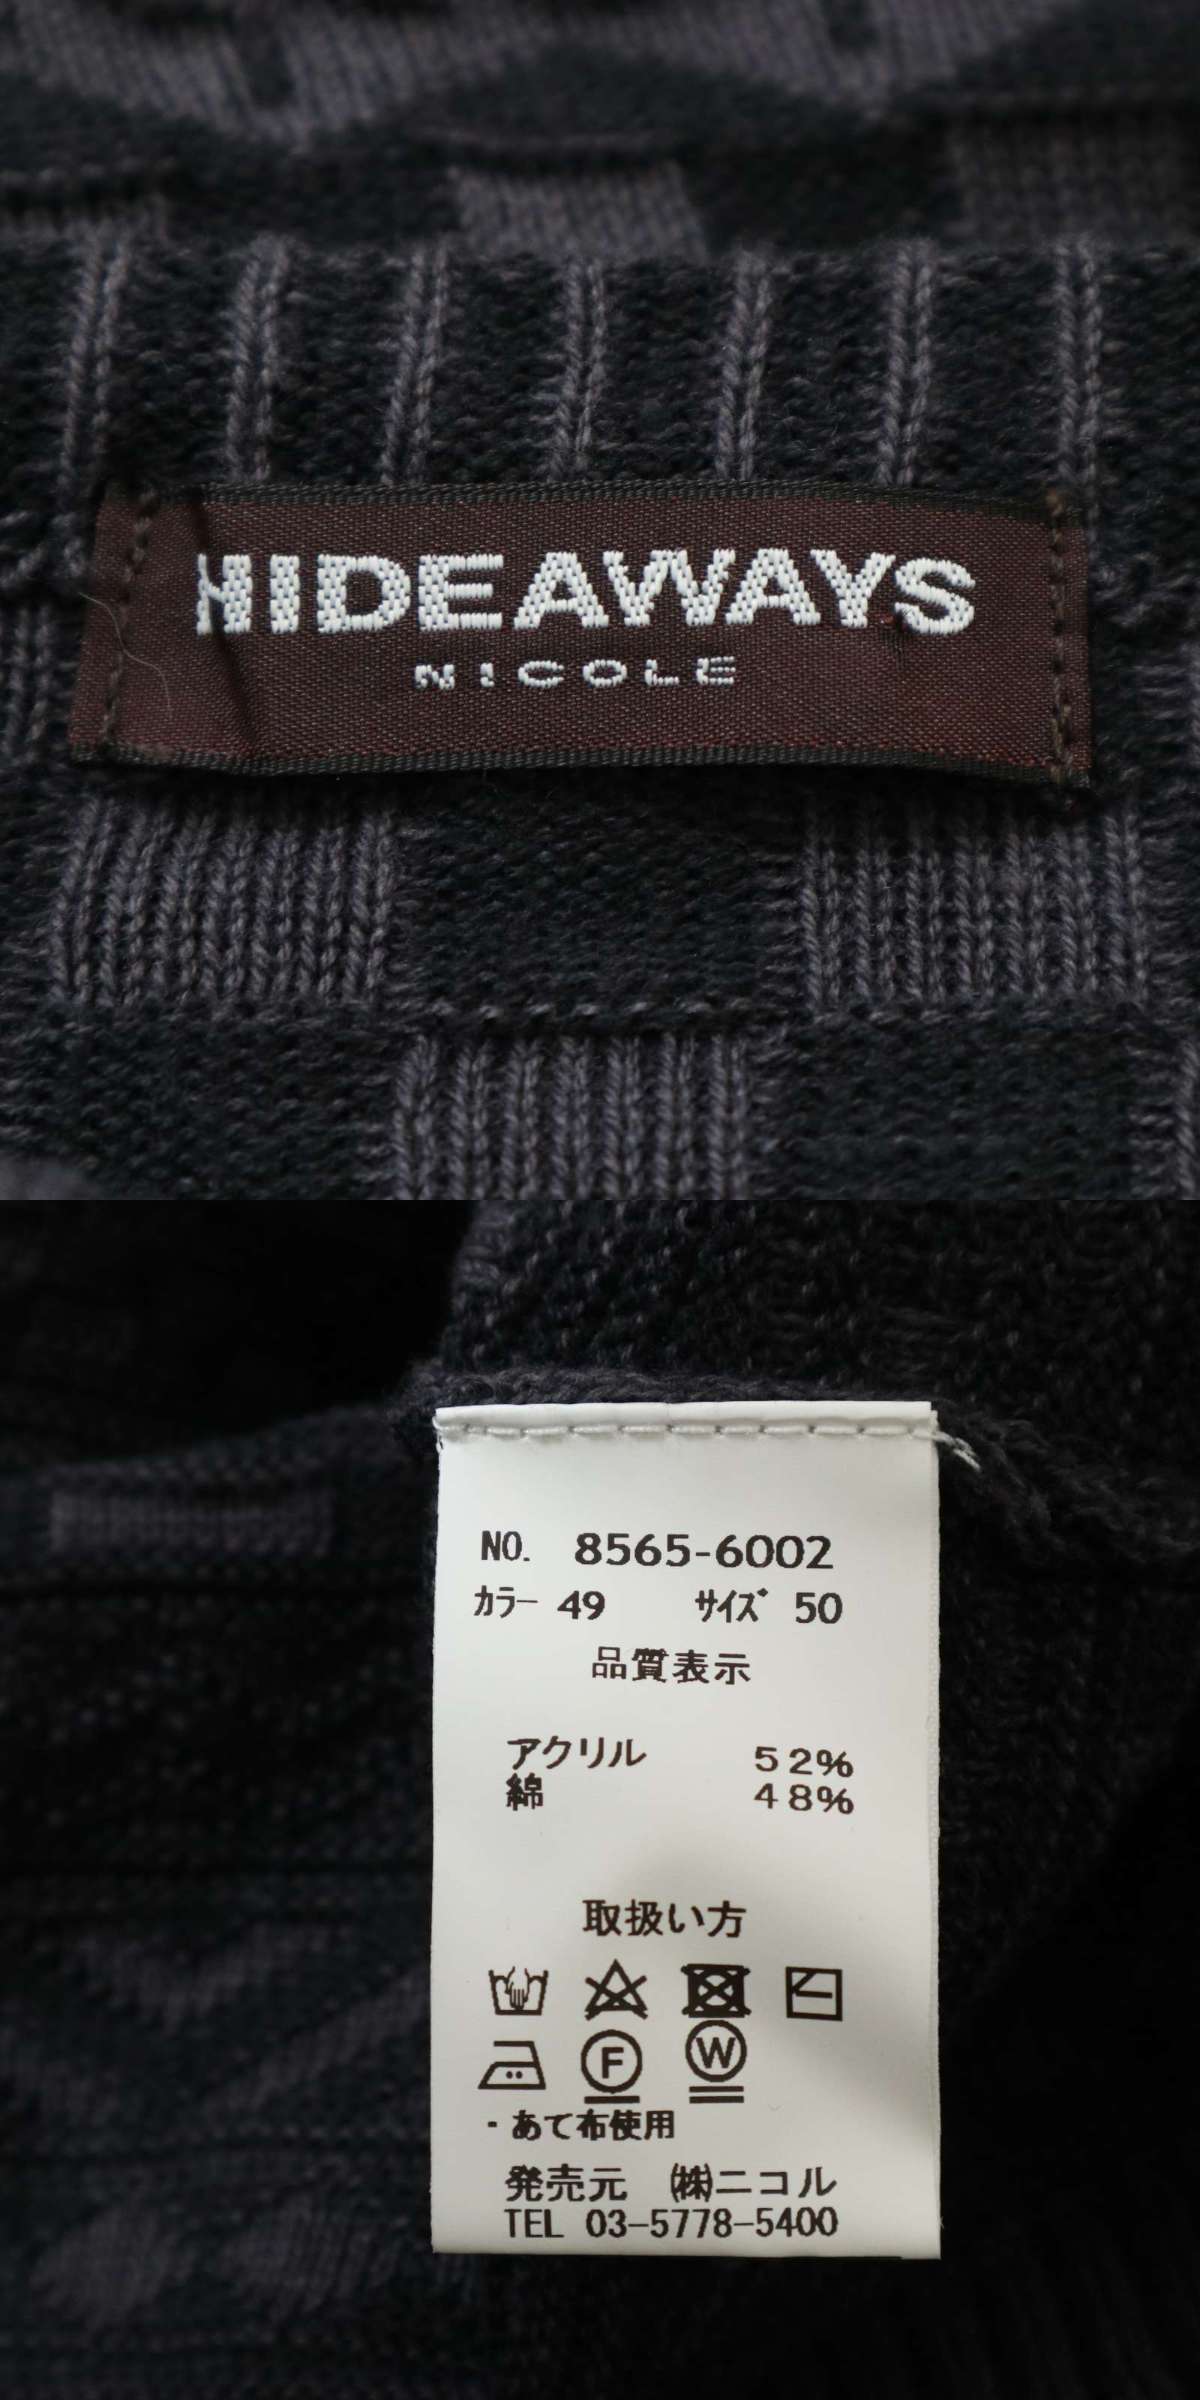 HIDEAWAYS
NICOLE
NO. 8565-6002
ｶﾗｰ 49 ｻｲｽﾞ 50
品質表示
アクリル 52%
綿 48%
取扱い方
F W
・あて布使用
発売元 ㈱ニコル
TEL 03-5778-5400